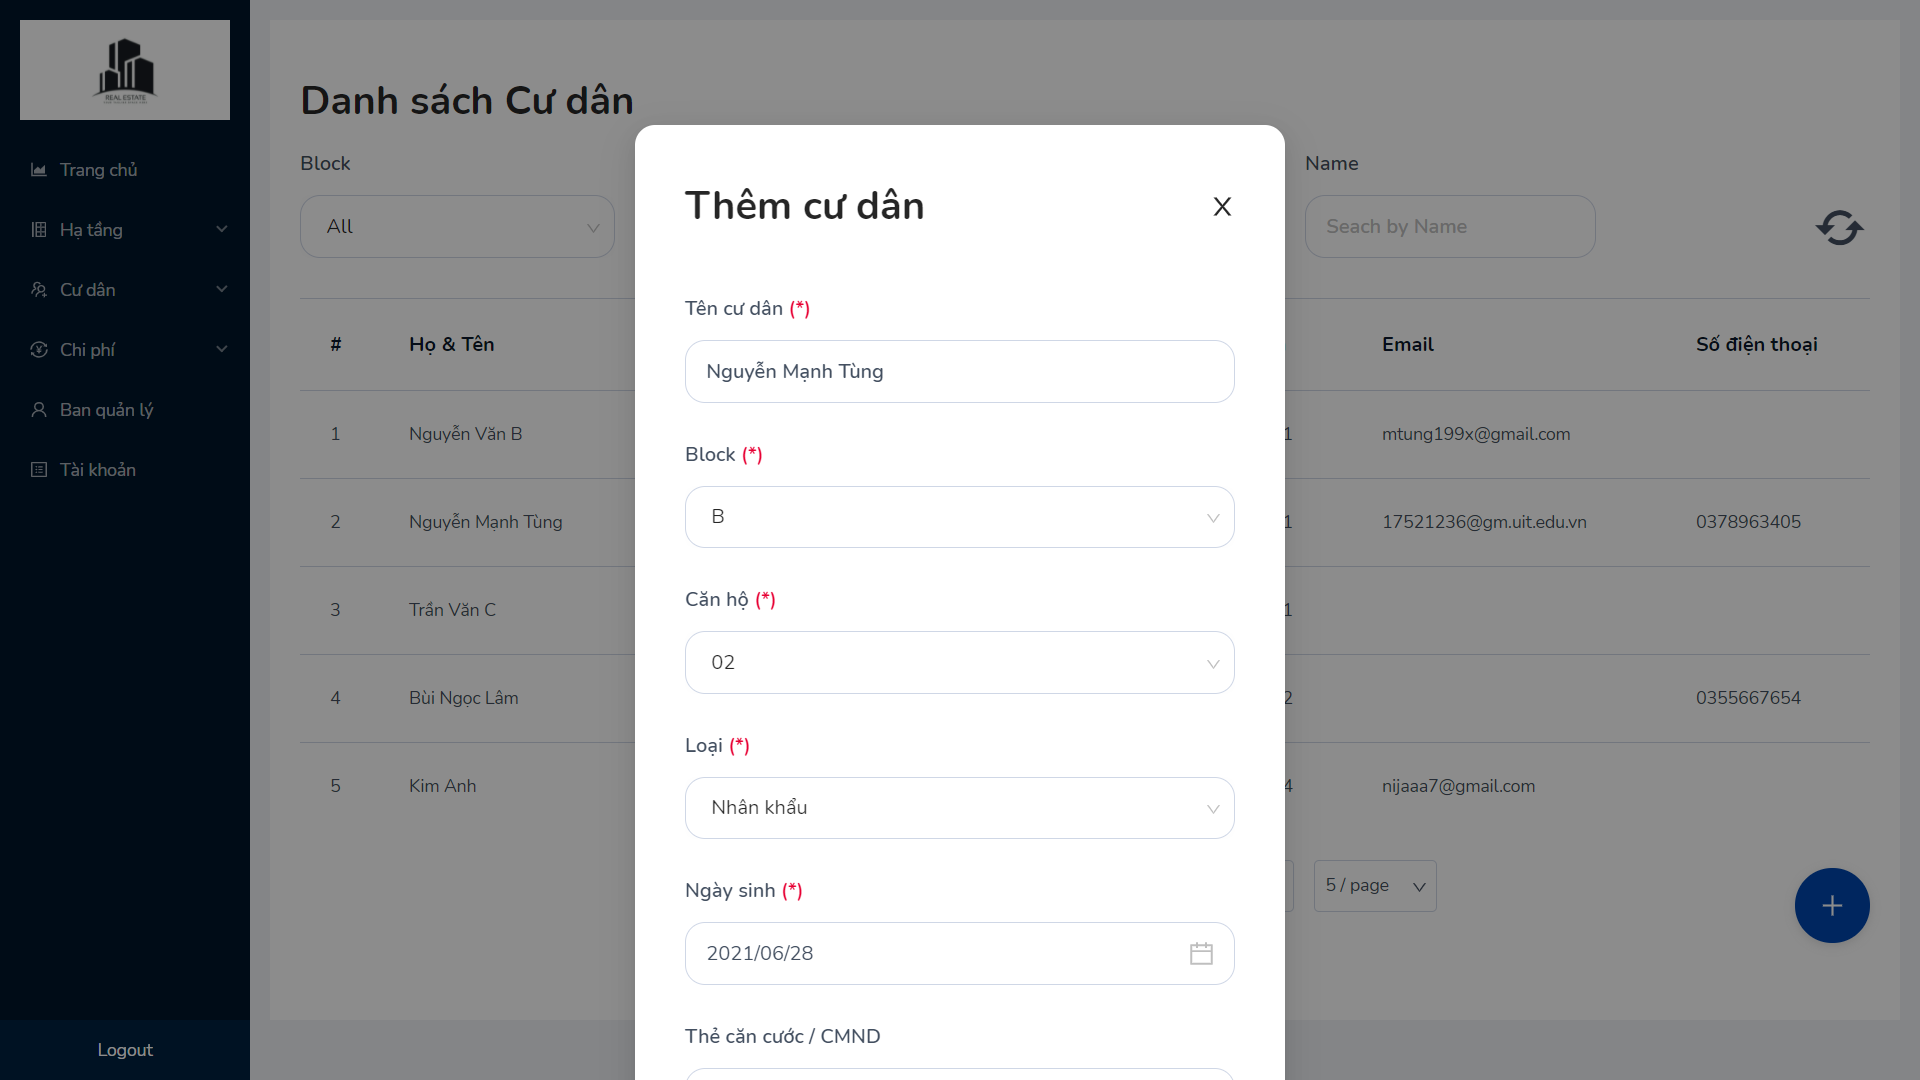 REAL ESTATE
Trang chủ
Hạ tầng
Cư dân
Chi phí
Ban quản lý
Tài khoản
Logout
Danh sách Cư dân
Block
All
Name
Seach by Name
# Họ & Tên Email Số điện thoại
1 Nguyễn Văn B 1 mtung199x@gmail.com
2 Nguyễn Mạnh Tùng 1 17521236@gm.uit.edu.vn 0378963405
3 Trần Văn C 1
4 Bùi Ngọc Lâm 2 0355667654
5 Kim Anh 4 nijaaa7@gmail.com
5 / page
Thêm cư dân
Tên cư dân (*)
Nguyễn Mạnh Tùng
Block (*)
B
Căn hộ (*)
02
Loại (*)
Nhân khẩu
Ngày sinh (*)
2021/06/28
Thẻ căn cước / CMND